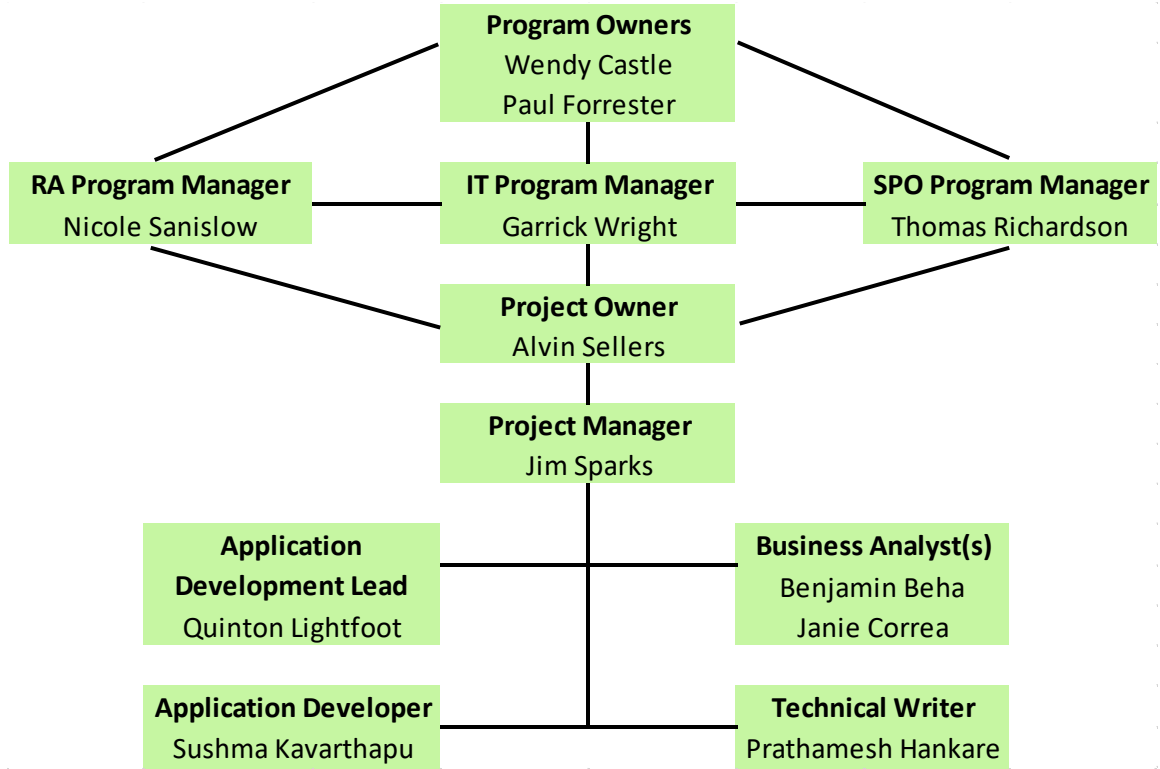 Program Owners
Wendy Castle
Paul Forrester
RA Program Manager
Nicole Sanislow
IT Program Manager
Garrick Wright
SPO Program Manager
Thomas Richardson
Project Owner
Alvin Sellers
Project Manager
Jim Sparks
Application
Development Lead
Quinton Lightfoot
Business Analyst(s)
Benjamin Beha
Janie Correa
Application Developer
Sushma Kavarthapu
Technical Writer
Prathamesh Hankare